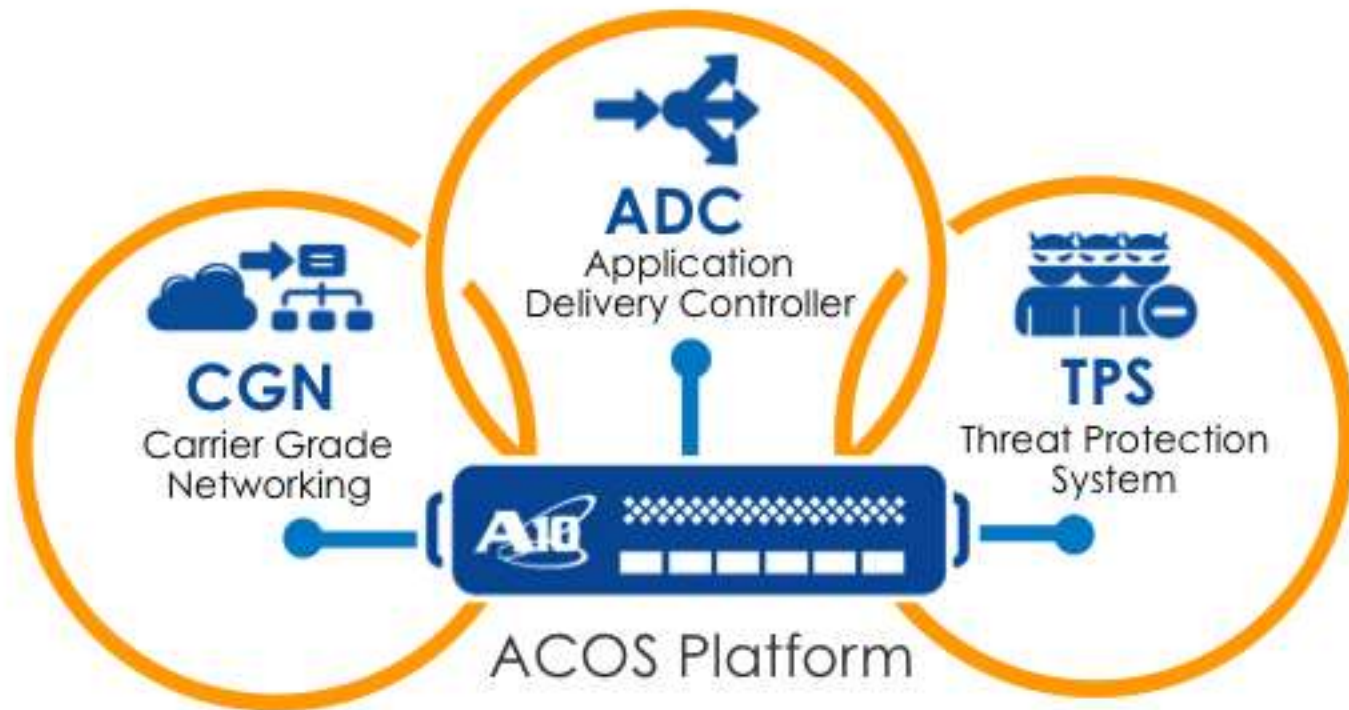 ADC
Application
Delivery Controller
CGN
Carrier Grade
Networking
TPS
Threat Protection
System
A10
ACOS Platform